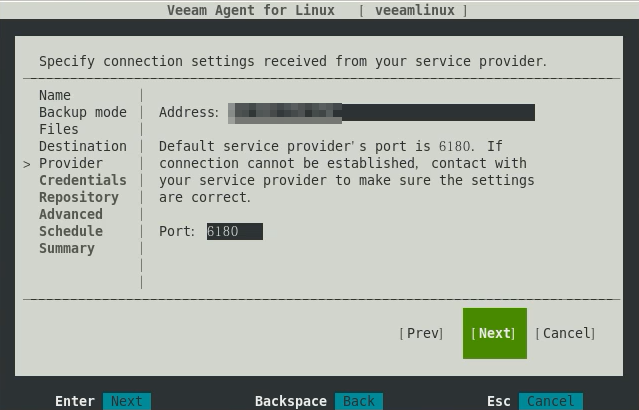 Veeam Agent for Linux [ veeamlinux ]
Specify connection settings received from your service provider.
Name
Backup mode Address:
Files
Destination Default service provider's port is 6180. If
> Provider connection cannot be established, contact with
Credentials your service provider to make sure the settings
Repository are correct.
Advanced
Schedule Port: 6180
Summary
[Prev] [Next] [Cancel]
Enter Next Backspace Back Esc Cancel